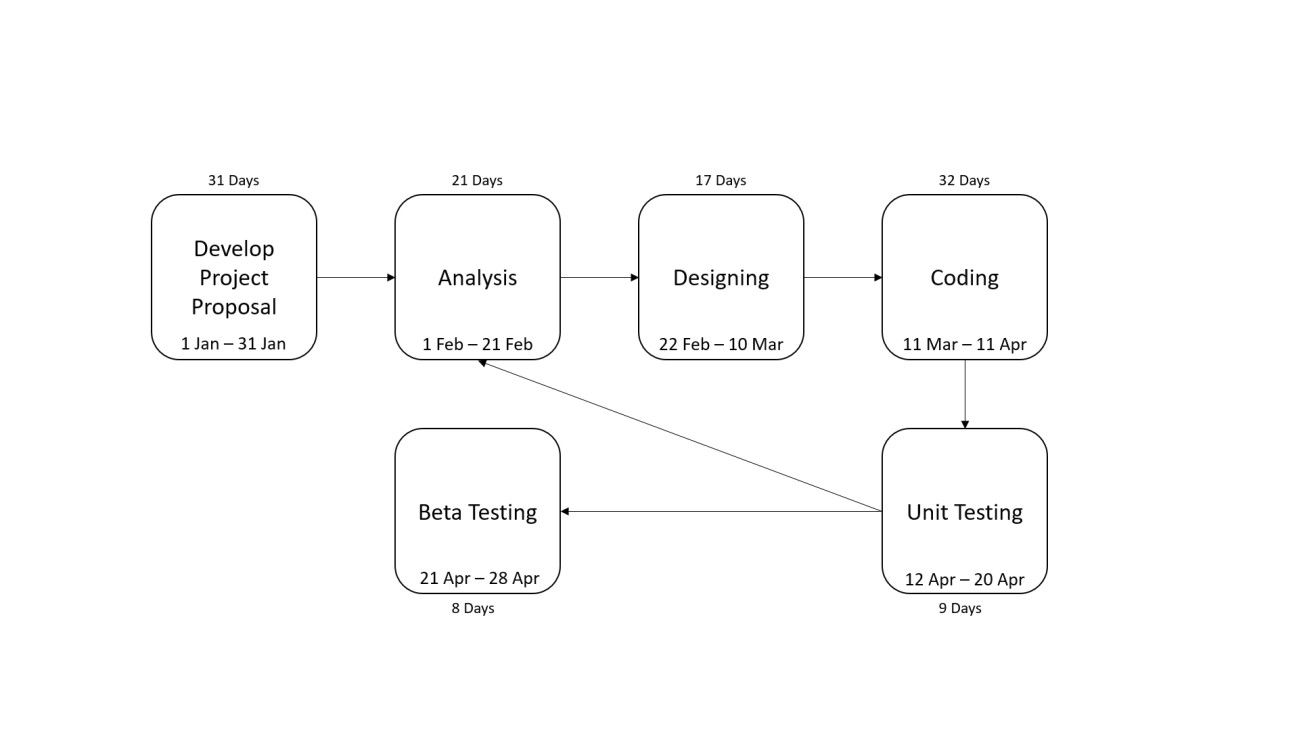 31 Days
21 Days
17 Days
32 Days
Develop
Project
Proposal
1 Jan – 31 Jan
Analysis
1 Feb – 21 Feb
Designing
22 Feb – 10 Mar
Coding
11 Mar – 11 Apr
Beta Testing
21 Apr – 28 Apr
8 Days
Unit Testing
12 Apr – 20 Apr
9 Days